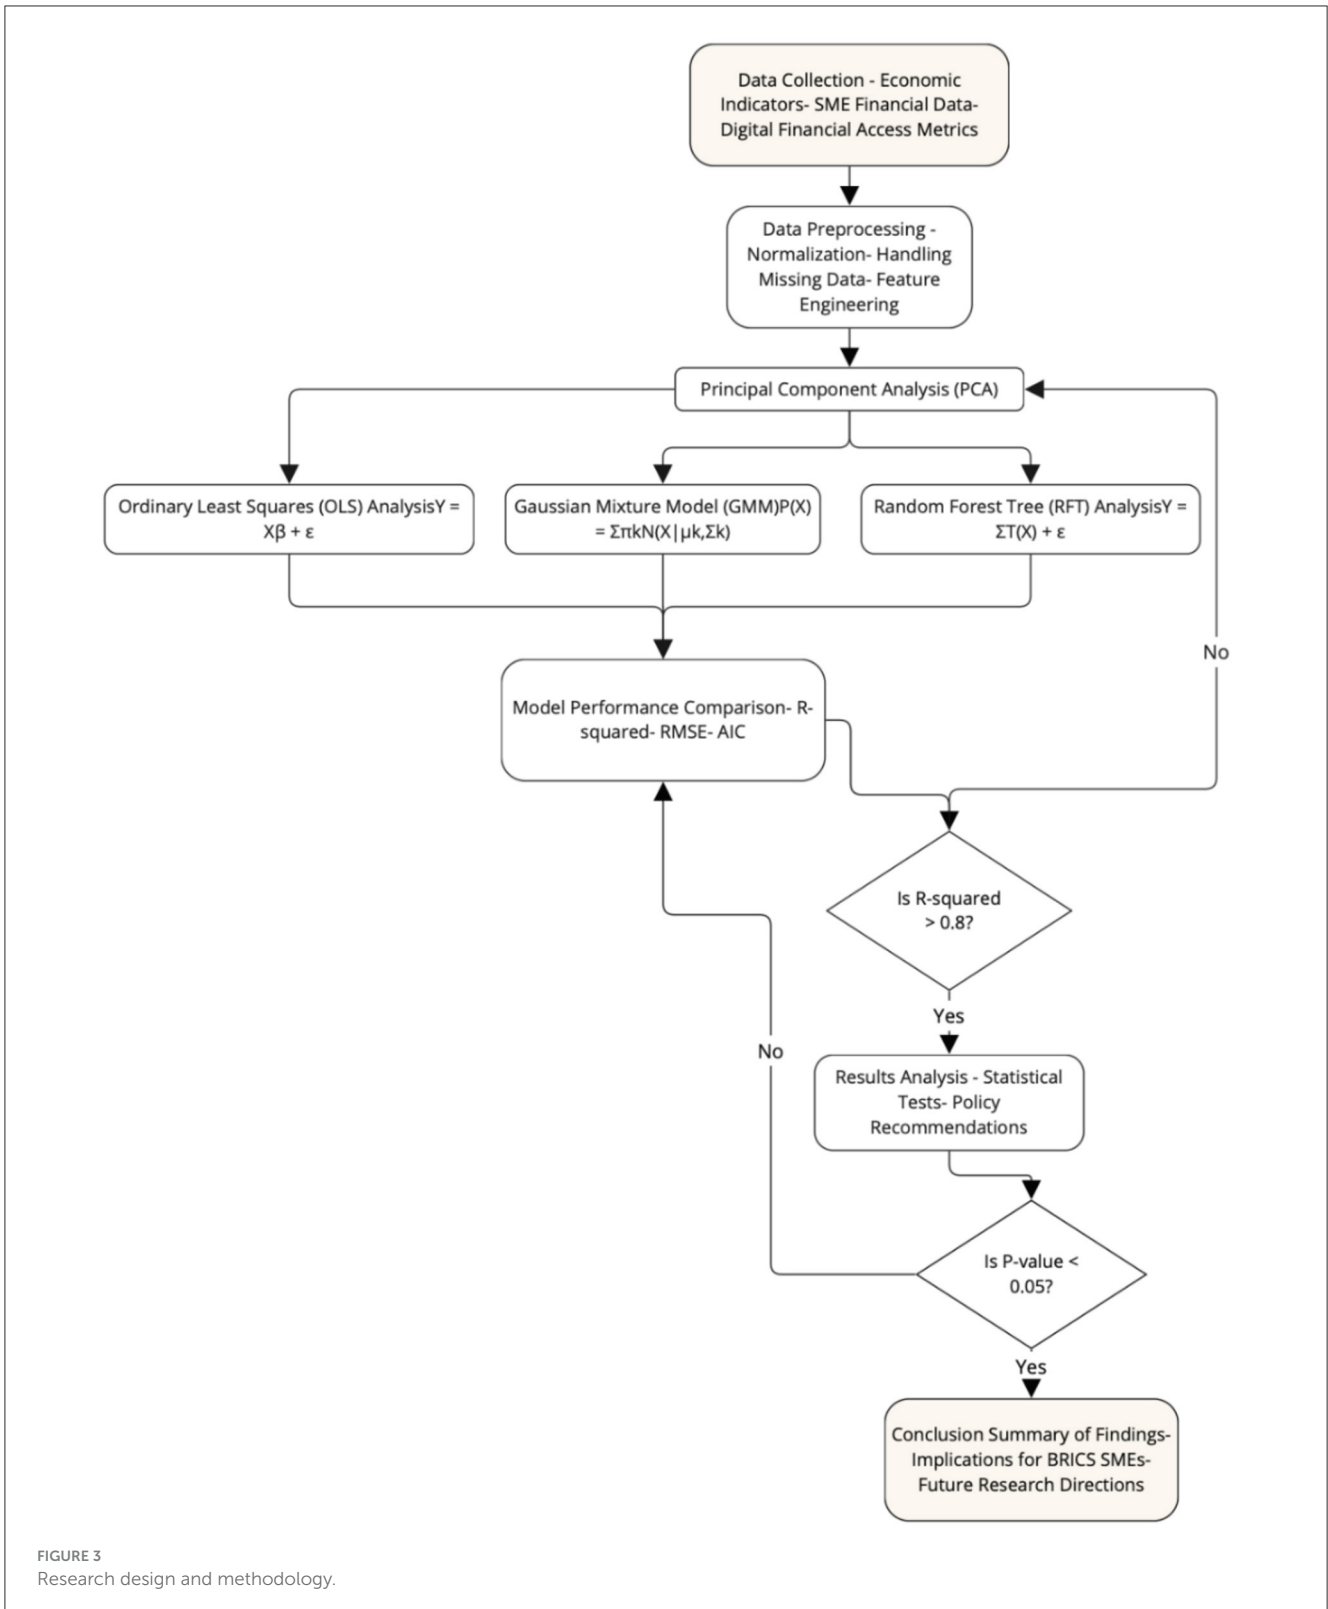 Data Collection - Economic
Indicators- SME Financial Data-
Digital Financial Access Metrics
Data Preprocessing -
Normalization- Handling
Missing Data- Feature
Engineering
Principal Component Analysis (PCA)
Ordinary Least Squares (OLS) AnalysisY =
Xβ + ε
Gaussian Mixture Model (GMM)P(X)
= ΣπkN(X|μk,Σk)
Random Forest Tree (RFT) AnalysisY =
ΣT(X) + ε
Model Performance Comparison- R-
squared- RMSE- AIC
No
Is R-squared
> 0.8?
Yes
No
Results Analysis - Statistical
Tests- Policy
Recommendations
Is P-value <
0.05?
Yes
Conclusion Summary of Findings-
Implications for BRICS SMEs-
Future Research Directions
FIGURE 3
Research design and methodology.